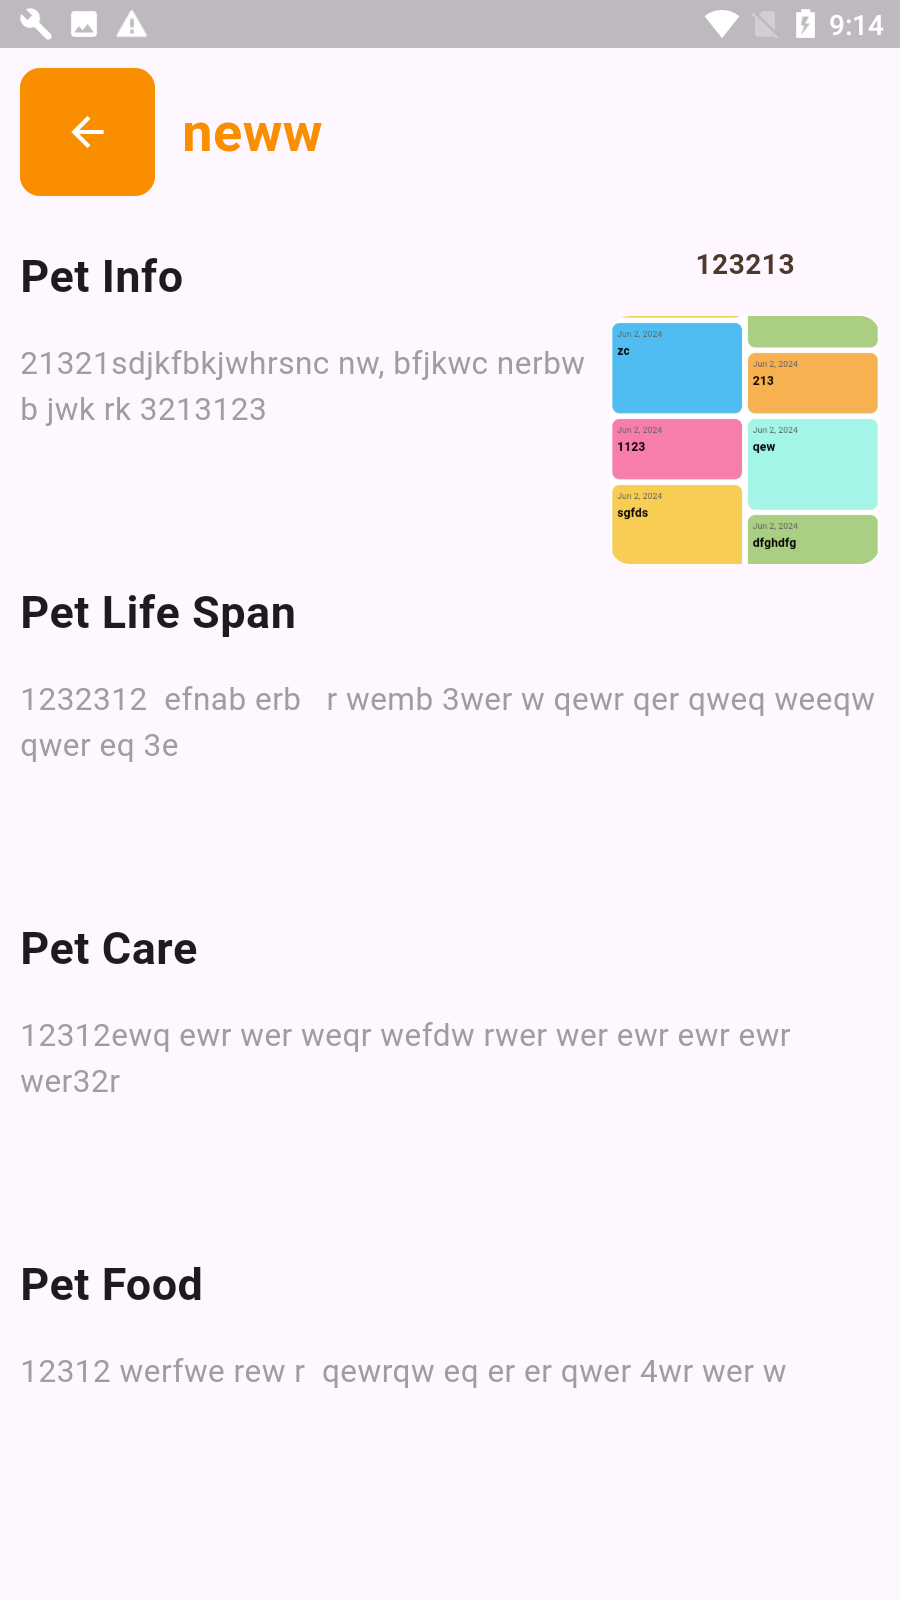 9:14
neww
Pet Info
21321sdjkfbkjwhrsnc nw, bfjkwc nerbw
b jwk rk 3213123
123213
Jun 2, 2024
zc
Jun 2, 2024
213
Jun 2, 2024
1123
Jun 2, 2024
qew
Jun 2, 2024
sgfds
Jun 2, 2024
dfghdfg
Pet Life Span
1232312  efnab erb   r wemb 3wer w qewr qer qweq weeqw
qwer eq 3e
Pet Care
12312ewq ewr wer weqr wefdw rwer wer ewr ewr ewr
wer32r
Pet Food
12312 werfwe rew r  qewrqw eq er er qwer 4wr wer w